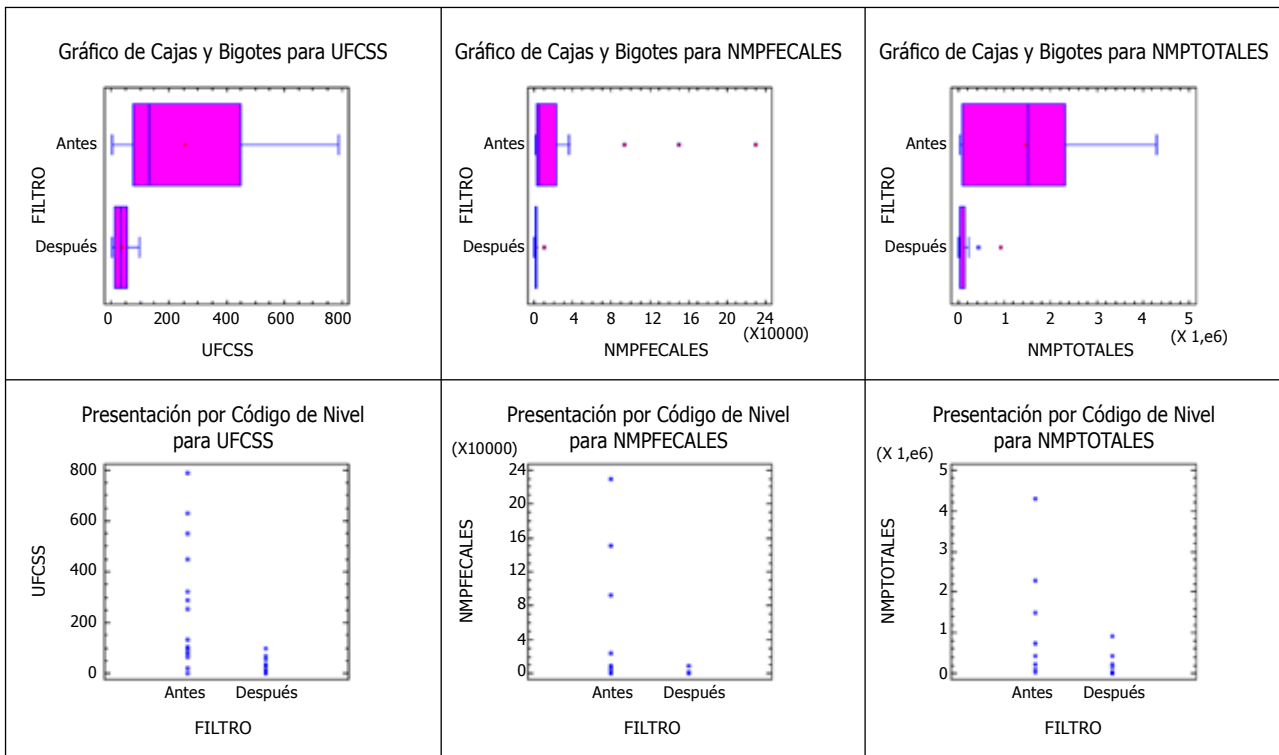 Gráfico de Cajas y Bigotes para UFCSS
FILTRO
Antes
Después
0 200 400 600 800
UFCSS
Gráfico de Cajas y Bigotes para NMPFECALES
FILTRO
Antes
Después
0 4 8 12 16 20 24
(X10000)
NMPFECALES
Gráfico de Cajas y Bigotes para NMPTOTALES
FILTRO
Antes
Después
0 1 2 3 4 5
(X 1,e6)
NMPTOTALES
Presentación por Código de Nivel
para UFCSS
UFCSS
800
600
400
200
0
Antes Después
FILTRO
Presentación por Código de Nivel
para NMPFECALES
(X10000)
NMPFECALES
24
20
16
12
8
4
0
Antes Después
FILTRO
Presentación por Código de Nivel
para NMPTOTALES
(X 1,e6)
NMPTOTALES
5
4
3
2
1
0
Antes Después
FILTRO